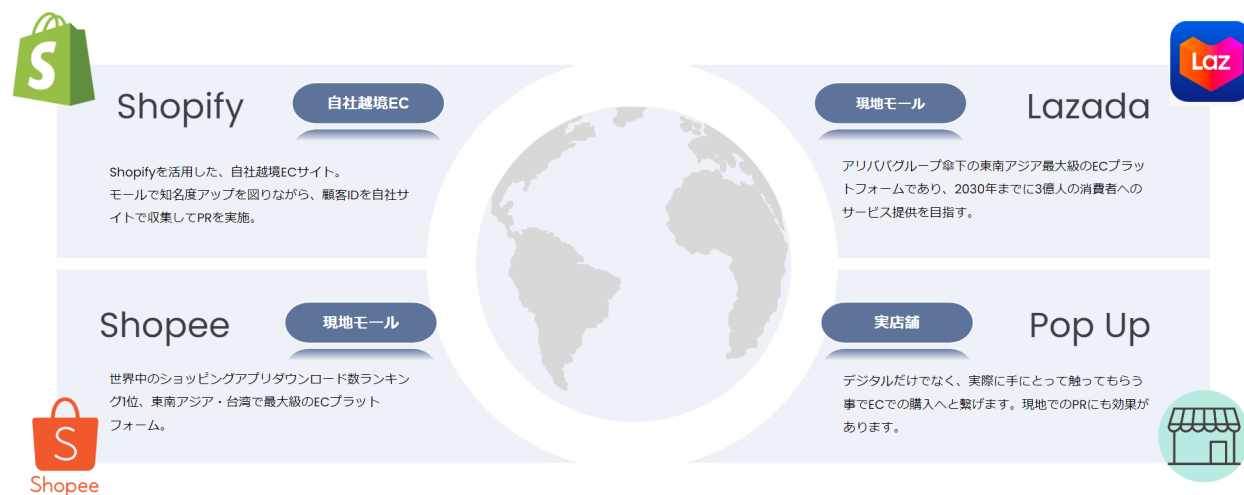 Shopify
自社越境EC
Shopifyを活用した、自社越境ECサイト。
モールで知名度アップを図りながら、顧客IDを自社サ
イトで収集してPRを実施。
Laz
現地モール
Lazada
アリババグループ傘下の東南アジア最大級のECプラッ
トフォームであり、2030年までに3億人の消費者への
サービス提供を目指す。
Shopee
現地モール
世界中のショッピングアプリダウンロード数ランキン
グ1位、東南アジア・台湾で最大級のECプラット
フォーム。
S
Shopee
実店舗
Pop Up
デジタルだけでなく、実際に手にとって触ってもらう
事でECでの購入へと繋げます。現地でのPRにも効果が
あります。